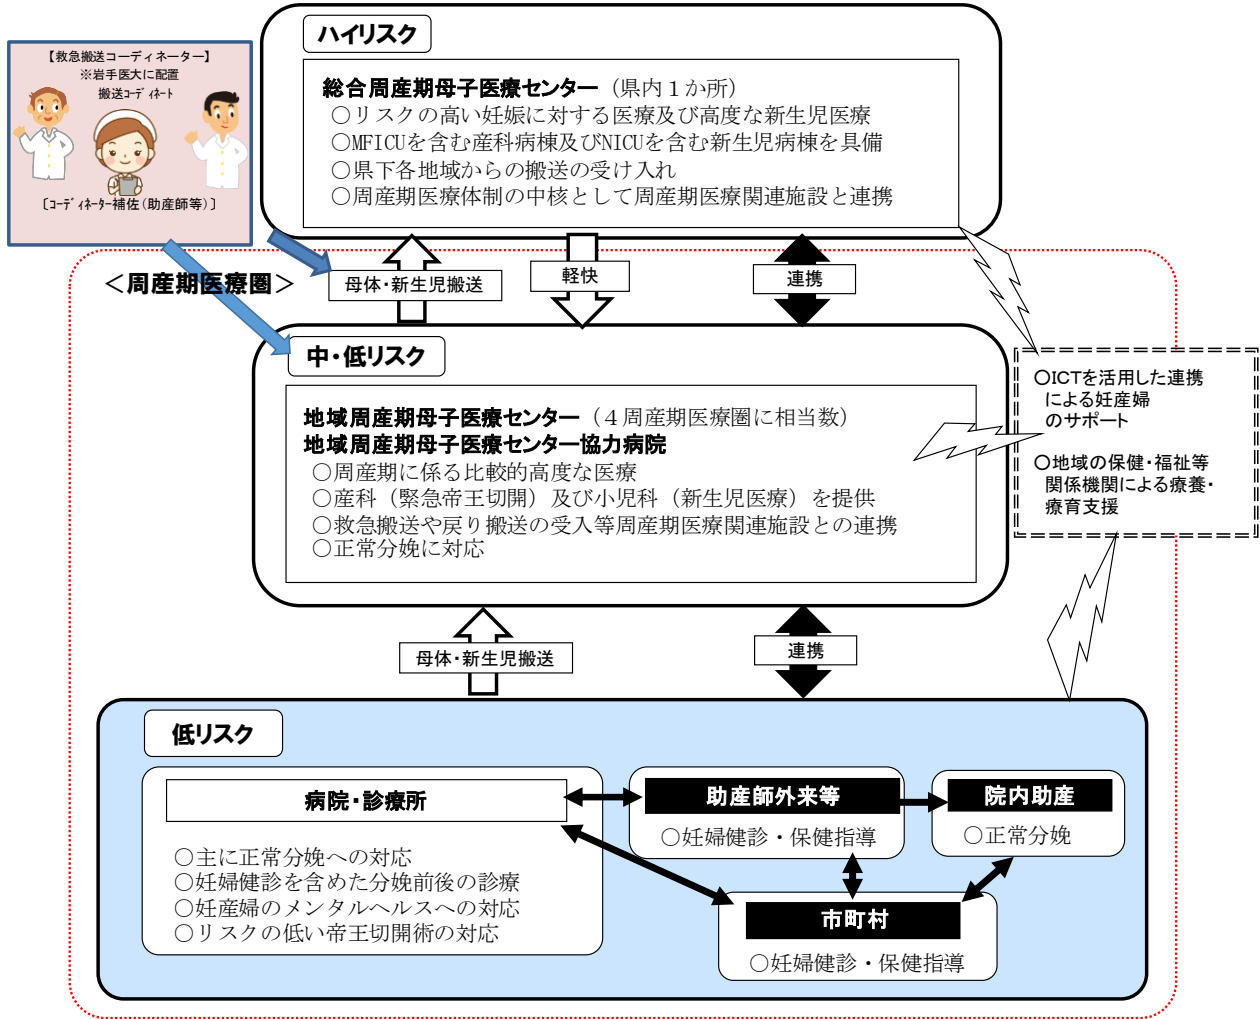 【救急搬送コーディネーター】
※岩手医大に配置
搬送コーディネート
〔コーディネーター補佐(助産師等)〕
ハイリスク
総合周産期母子医療センター（県内１か所）
○リスクの高い妊娠に対する医療及び高度な新生児医療
○MFICUを含む産科病棟及びNICUを含む新生児病棟を具備
○県下各地域からの搬送の受け入れ
○周産期医療体制の中核として周産期医療関連施設と連携
＜周産期医療圏＞
母体・新生児搬送
軽快
連携
中・低リスク
地域周産期母子医療センター（４周産期医療圏に相当数）
地域周産期母子医療センター協力病院
○周産期に係る比較的高度な医療
○産科（緊急帝王切開）及び小児科（新生児医療）を提供
○救急搬送や戻り搬送の受入等周産期医療関連施設との連携
○正常分娩に対応
○ICTを活用した連携
による妊産婦
のサポート
○地域の保健・福祉等
関係機関による療養・
療育支援
母体・新生児搬送
連携
低リスク
病院・診療所
○主に正常分娩への対応
○妊婦健診を含めた分娩前後の診療
○妊産婦のメンタルヘルスへの対応
○リスクの低い帝王切開術の対応
助産師外来等
○妊婦健診・保健指導
院内助産
○正常分娩
市町村
○妊婦健診・保健指導